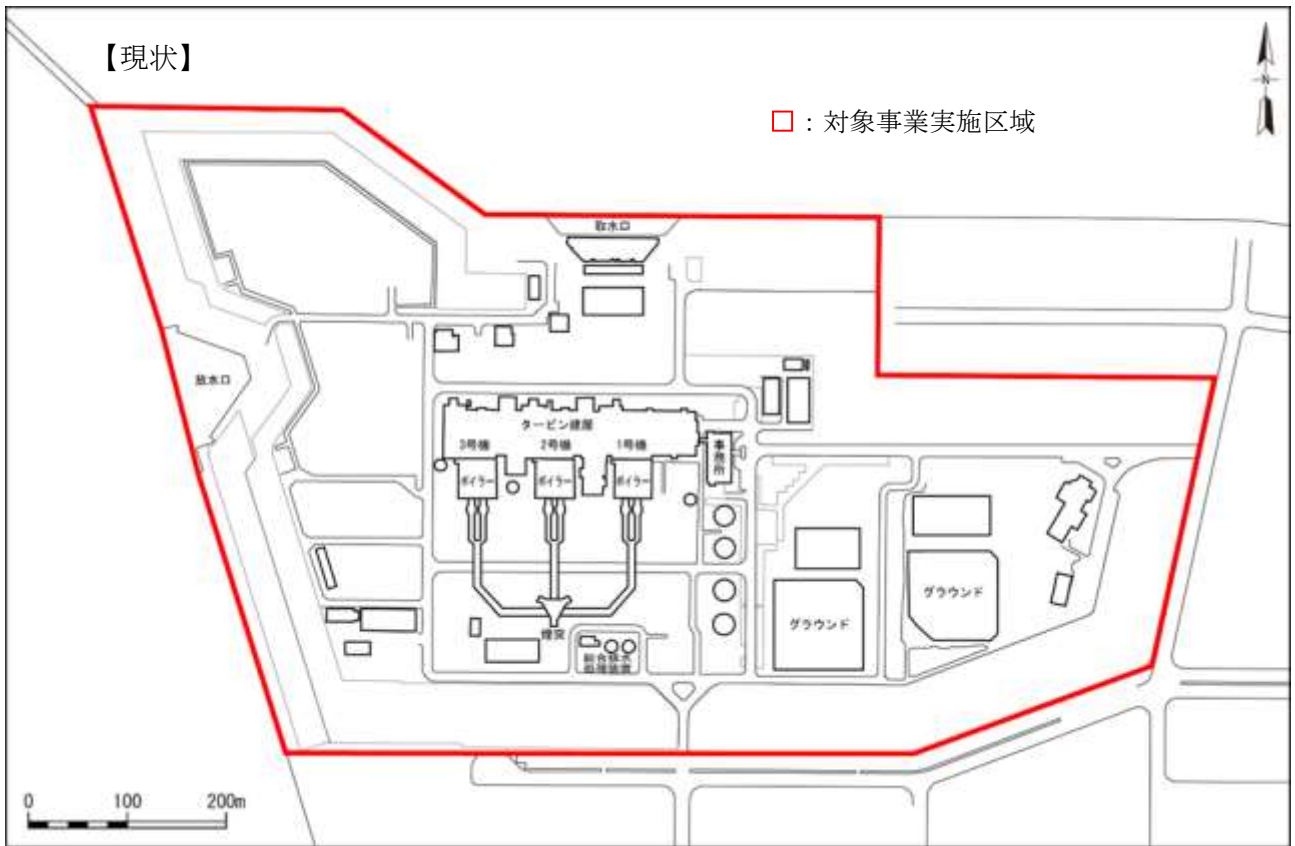 【現状】
N
□：対象事業実施区域
取水口
放水口
タービン建屋
3号機
2号機
1号機
事務所
ボイラー
ボイラー
ボイラー
グラウンド
グラウンド
煙突
総合排水
処理装置
0
100
200m